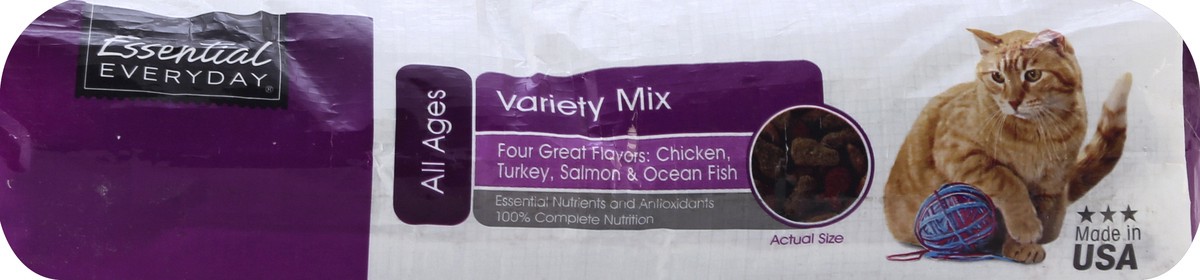 Essential
EVERYDAY®
All Ages
Variety Mix
Four Great Flavors: Chicken,
Turkey, Salmon & Ocean Fish
Essential Nutrients and Antioxidants
100% Complete Nutrition
Actual Size
Made in
USA